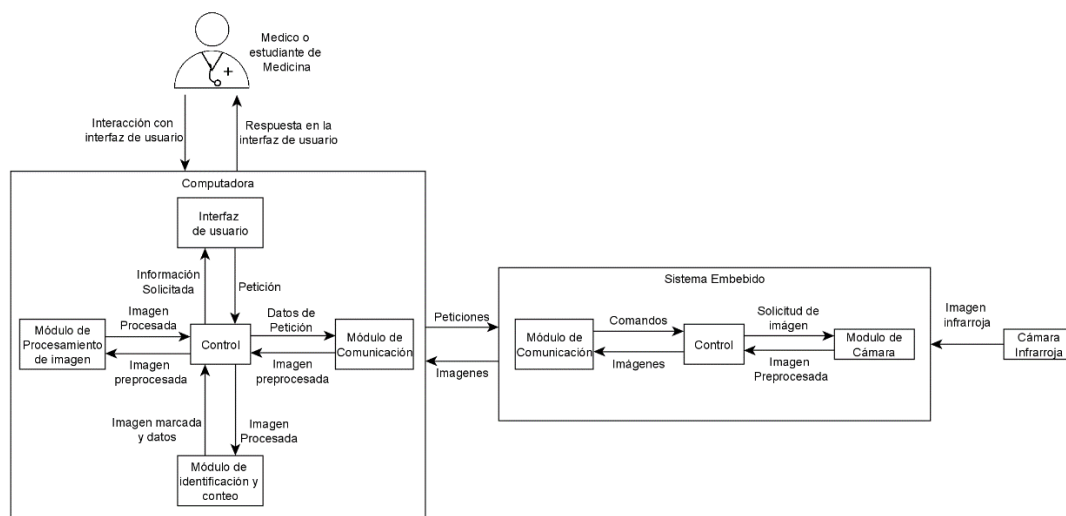 Medico o
estudiante de
Medicina
Interacción con
interfaz de usuario
Respuesta en la
interfaz de usuario
Computadora
Interfaz
de usuario
Información
Solicitada
Petición
Imagen
Procesada
Datos de
Petición
Módulo de
Procesamiento
de imagen
Control
Módulo de
Comunicación
Imagen
preprocesada
Imagen
preprocesada
Imagen marcada
y datos
Imagen
Procesada
Módulo de
identificación y
conteo
Peticiones
Imagenes
Sistema Embebido
Módulo de
Comunicación
Comandos
Imágenes
Control
Solicitud de
imágen
Imagen
Preprocesada
Modulo de
Cámara
Imagen
infrarroja
Cámara
Infrarroja